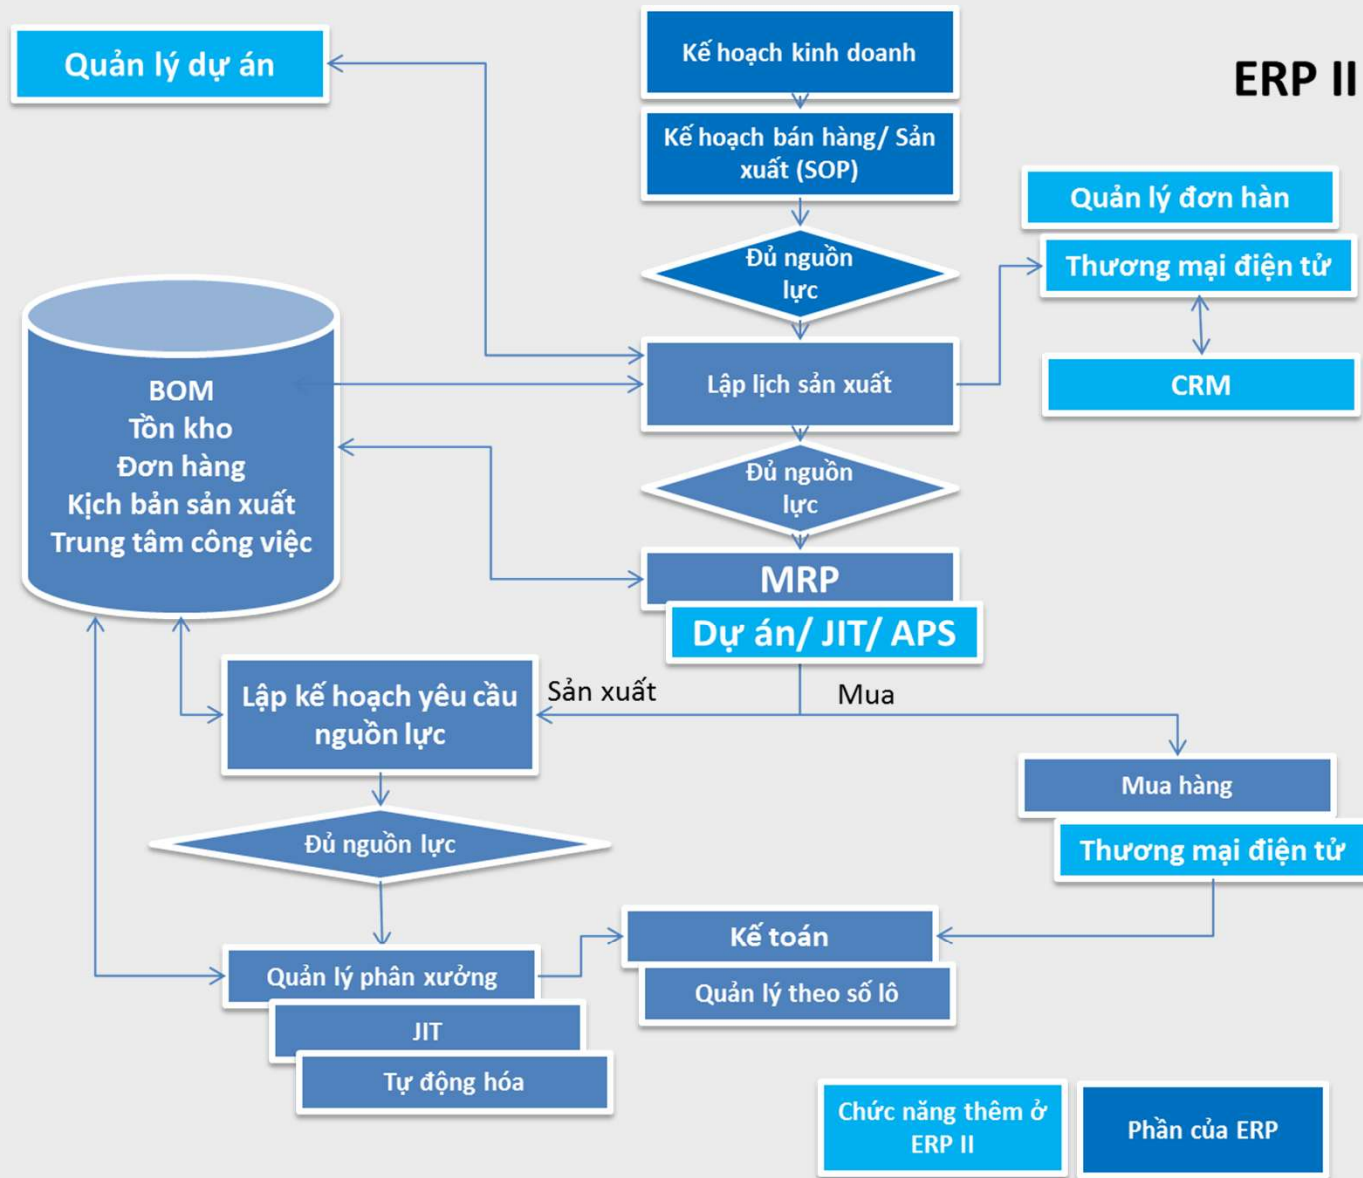 Quản lý dự án
Kế hoạch kinh doanh
ERP II
Kế hoạch bán hàng/ Sản
xuất (SOP)
Quản lý đơn hàn
Đủ nguồn
lực
Thương mại điện tử
Lập lịch sản xuất
CRM
BOM
Tồn kho
Đơn hàng
Kịch bản sản xuất
Trung tâm công việc
Đủ nguồn
lực
MRP
Dự án/ JIT/ APS
Lập kế hoạch yêu cầu
nguồn lực
Sản xuất
Mua
Mua hàng
Thương mại điện tử
Đủ nguồn lực
Kế toán
Quản lý theo số lô
Quản lý phân xưởng
JIT
Tự động hóa
Chức năng thêm ở
ERP II
Phần của ERP